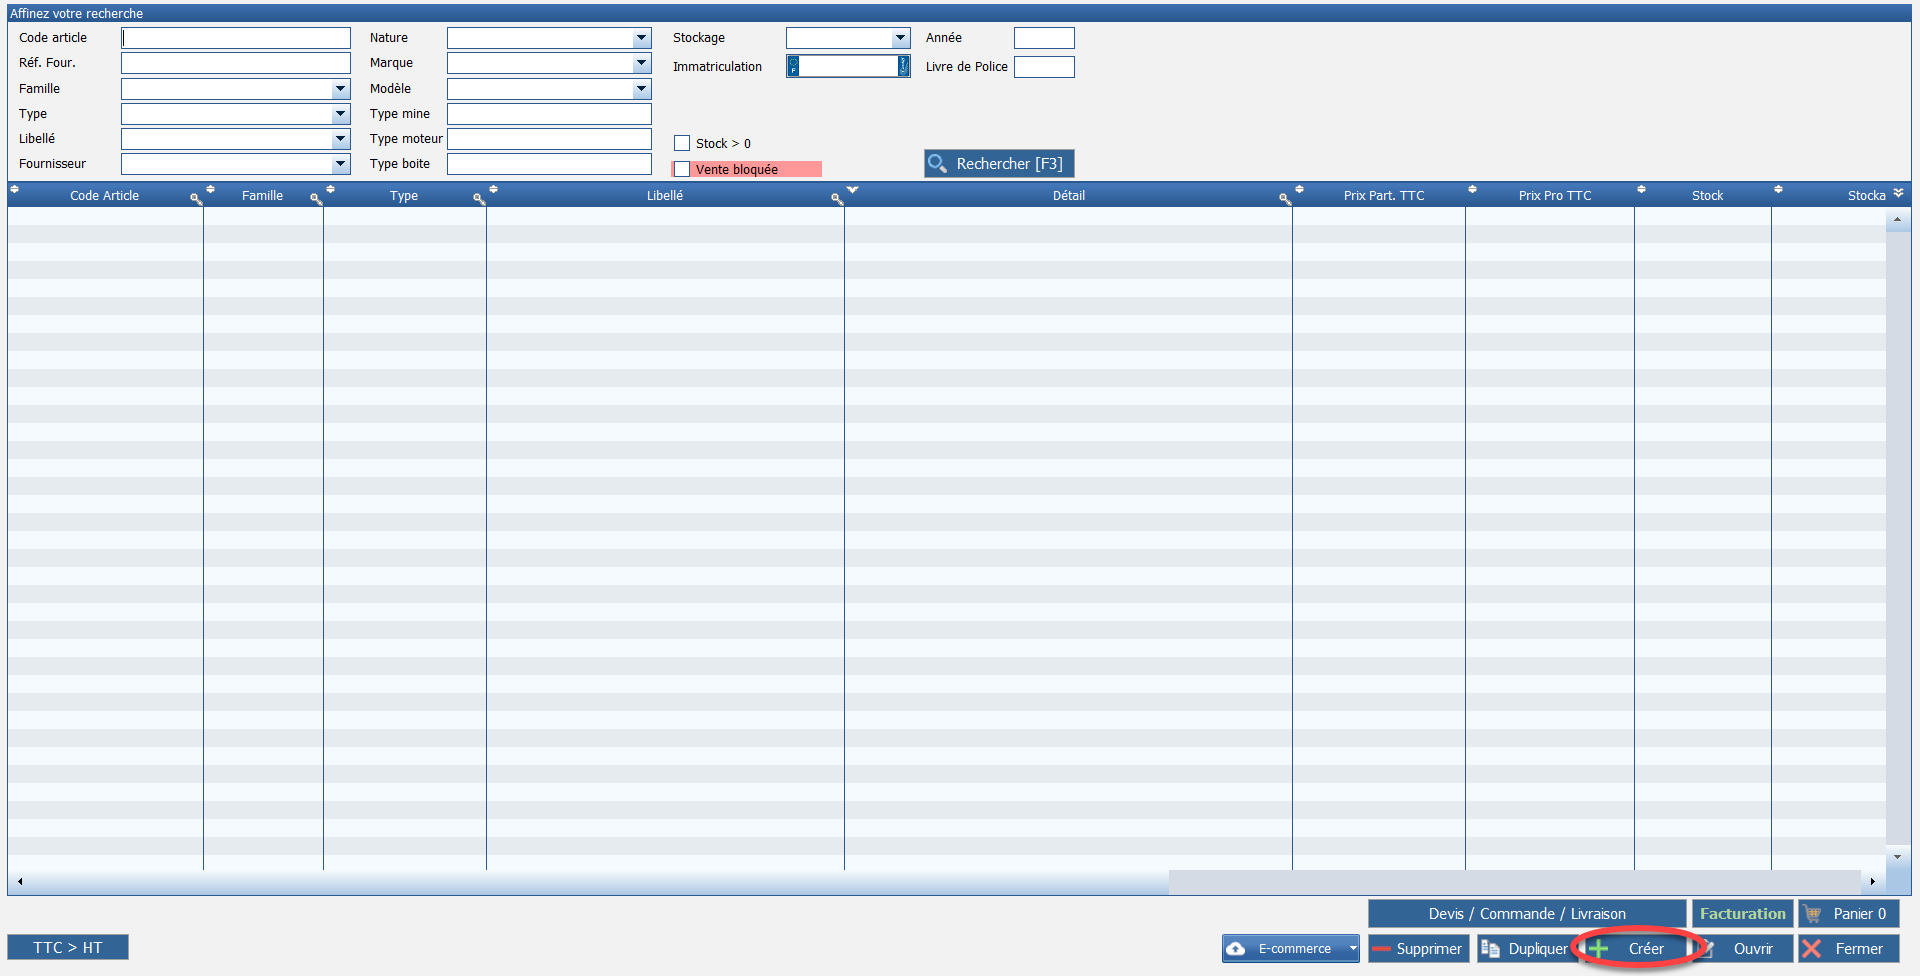 Affinez votre recherche
Code article
Nature
Stockage
Année
Réf. Four.
Marque
Immatriculation
F
Livre de Police
Famille
Modèle
Type
Type mine
Libellé
Type moteur
Stock > 0
Fournisseur
Type boite
Vente bloquée
Rechercher [F3]
Code Article
Famille
Type
Libellé
Détail
Prix Part. TTC
Prix Pro TTC
Stock
Stocka
Devis / Commande / Livraison
Facturation
Panier 0
TTC > HT
E-commerce
Supprimer
Dupliquer
Créer
Ouvrir
Fermer